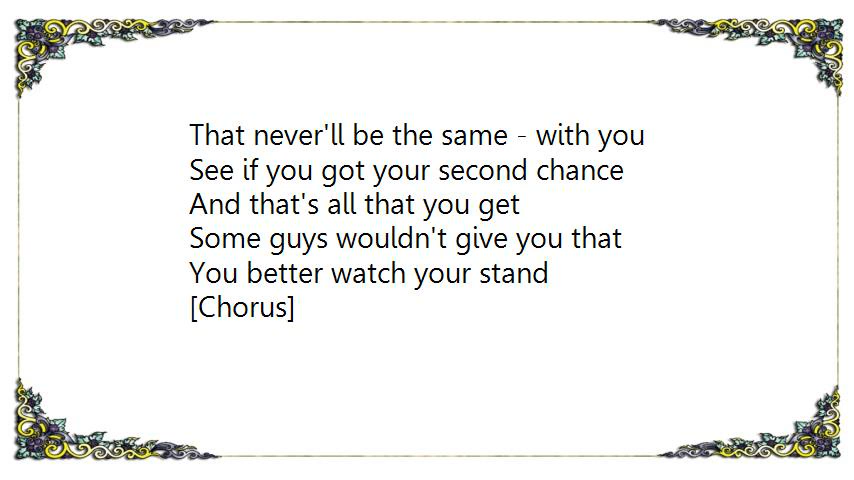 That never'll be the same - with you
See if you got your second chance
And that's all that you get
Some guys wouldn't give you that
You better watch your stand
[Chorus]